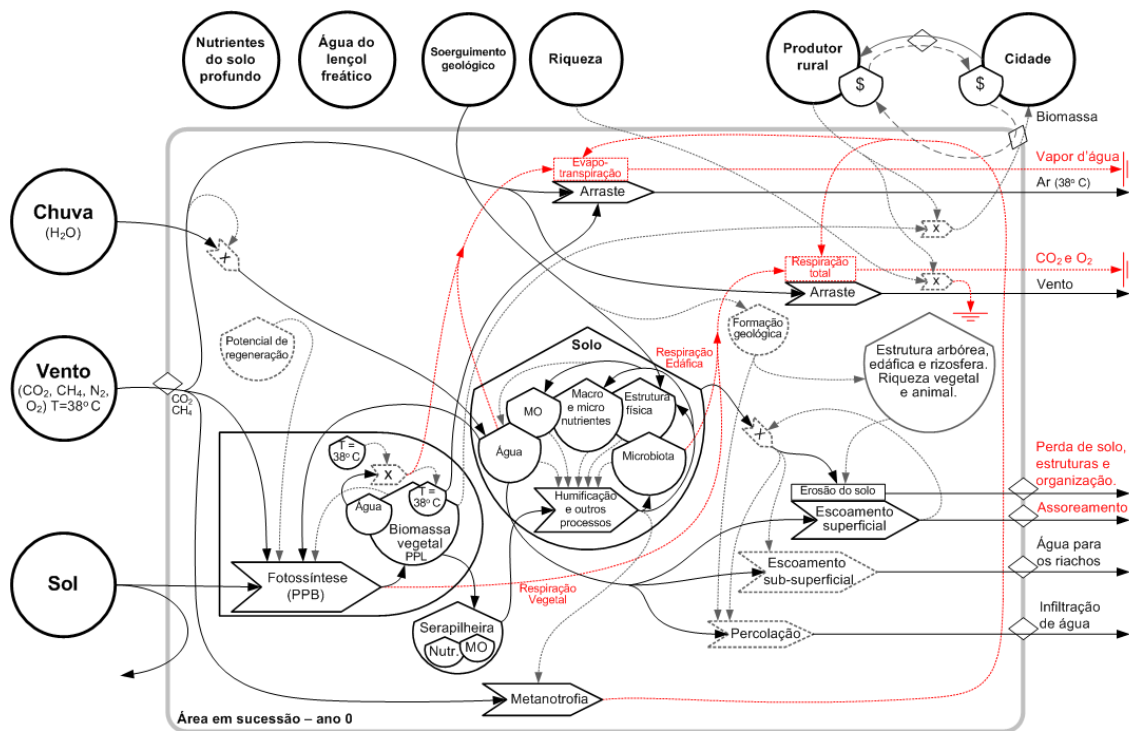 Nutrientes
do solo
profundo
Água do
lençol
freático
Soerguimento
geológico
Riqueza
Produtor
rural
$
$
Cidade
Biomassa
Evapo-
transpiração
Vapor d'água
Arraste
Ar (38º C)
Chuva
(H₂O)
X
X
Respiração
total
CO₂ e O₂
X
Arraste
Vento
Potencial de
regeneração
Formação
geológica
Solo
Respiração
Edáfica
Estrutura arbórea,
edáfica e rizosfera.
Riqueza vegetal
e animal.
Vento
(CO₂, CH₄, N₂,
O₂) T=38º C
CO₂
CH₄
MO
Macro
e micro
nutrientes
Estrutura
física
Água
Microbiota
X
T =
38º C
X
T =
38º C
Água
Biomassa
vegetal
PPL
Humificação
e outros
processos
Perda de solo,
estruturas e
organização.
Erosão do solo
Escoamento
superficial
Assoreamento
Sol
Fotossíntese
(PPB)
Respiração
Vegetal
Escoamento
sub-superficial
Água para
os riachos
Serapilheira
Nutr.
MO
Percolação
Infiltração
de água
Metanotrofia
Área em sucessão – ano 0